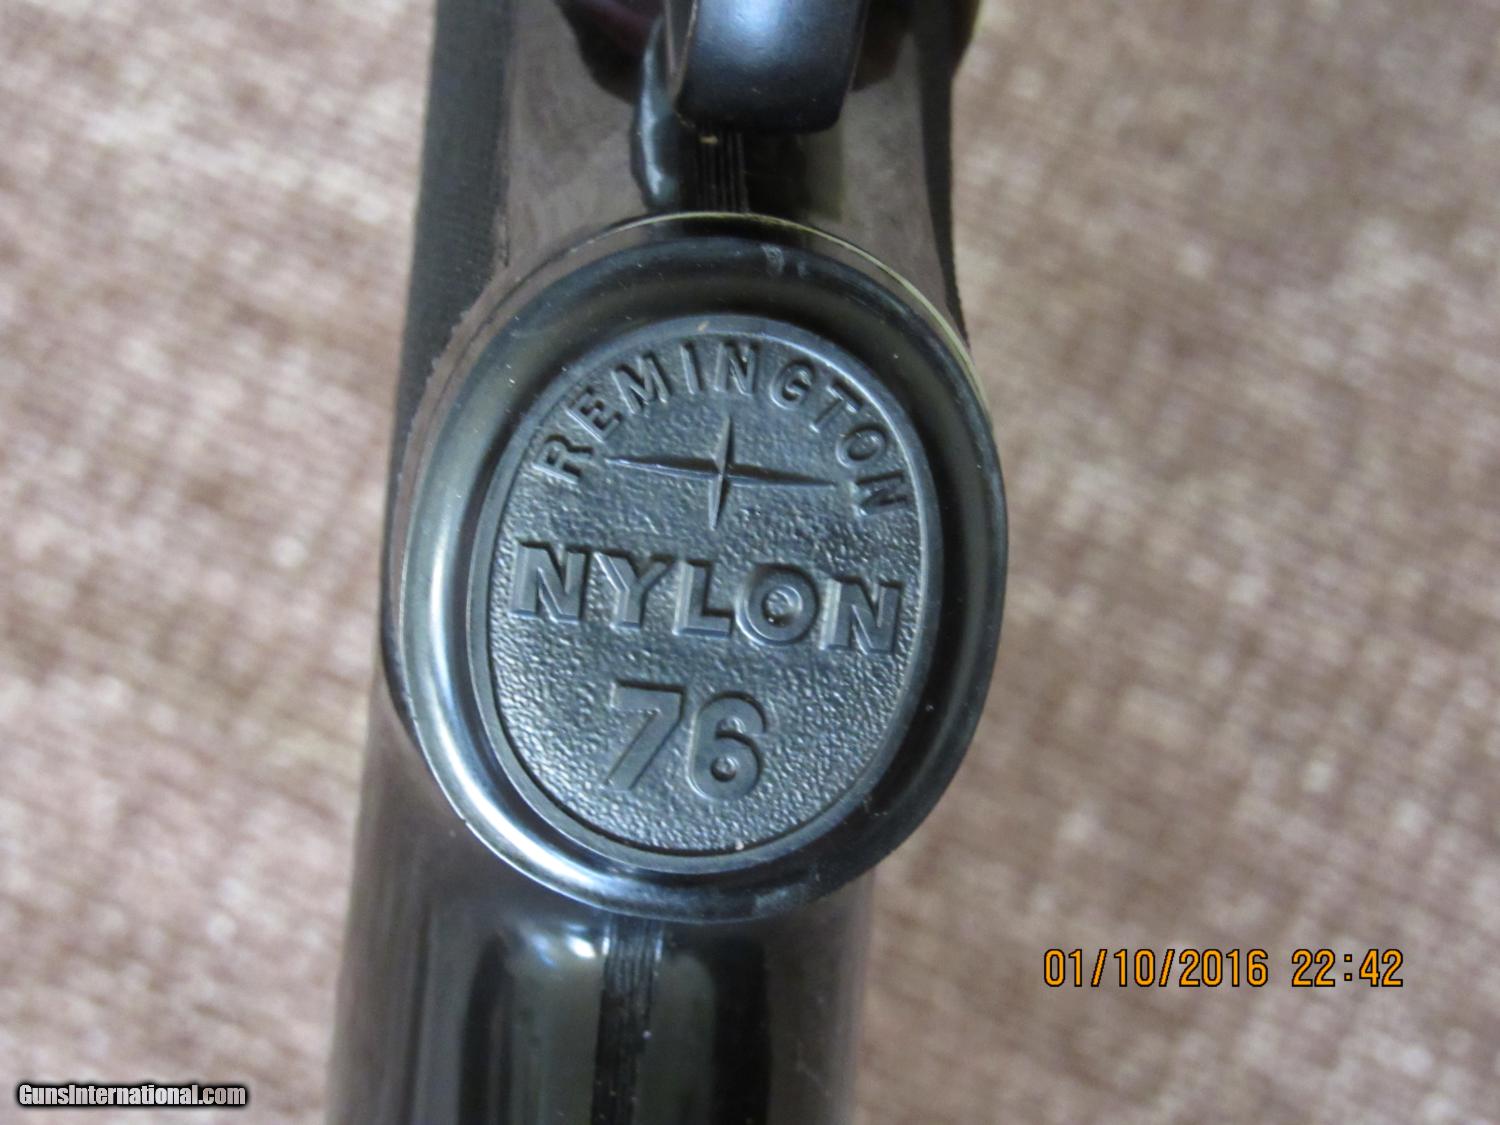 REMINGTON
NYLON
76
01/10/2016 22:42
GunsInternational.com